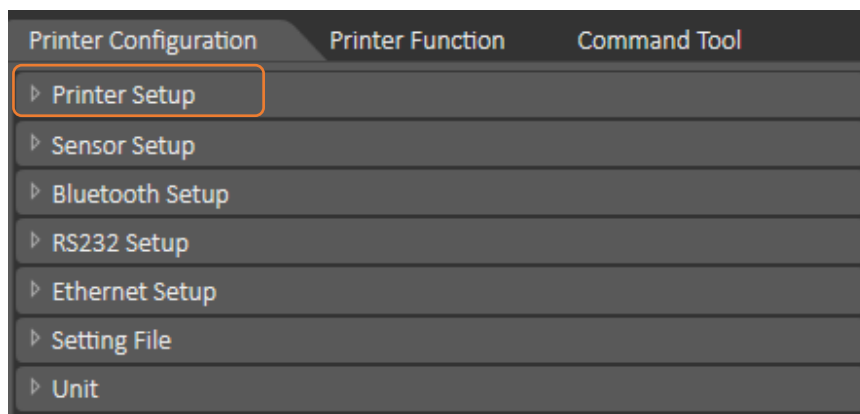 Printer Configuration Printer Function Command Tool
Printer Setup
Sensor Setup
Bluetooth Setup
RS232 Setup
Ethernet Setup
Setting File
Unit